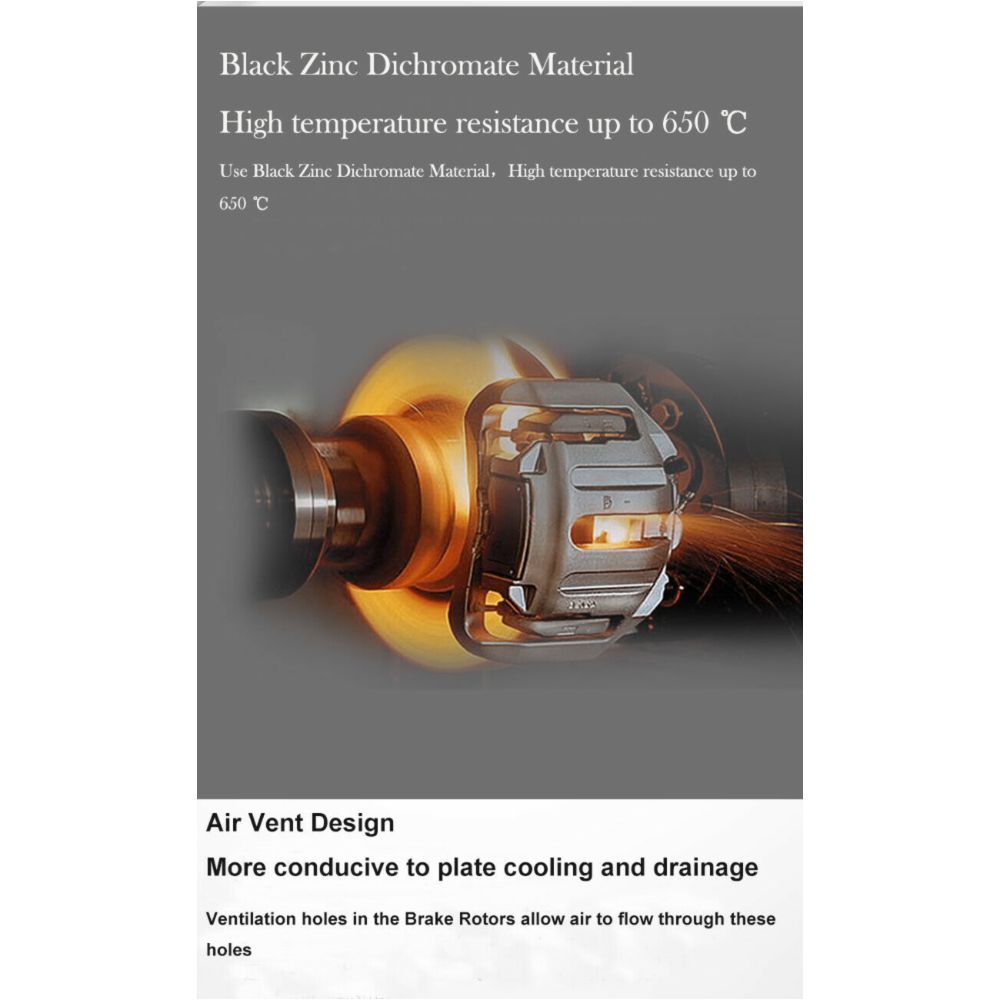 Black Zinc Dichromate Material
High temperature resistance up to 650 ℃
Use Black Zinc Dichromate Material，High temperature resistance up to
650 ℃
Air Vent Design
More conducive to plate cooling and drainage
Ventilation holes in the Brake Rotors allow air to flow through these
holes